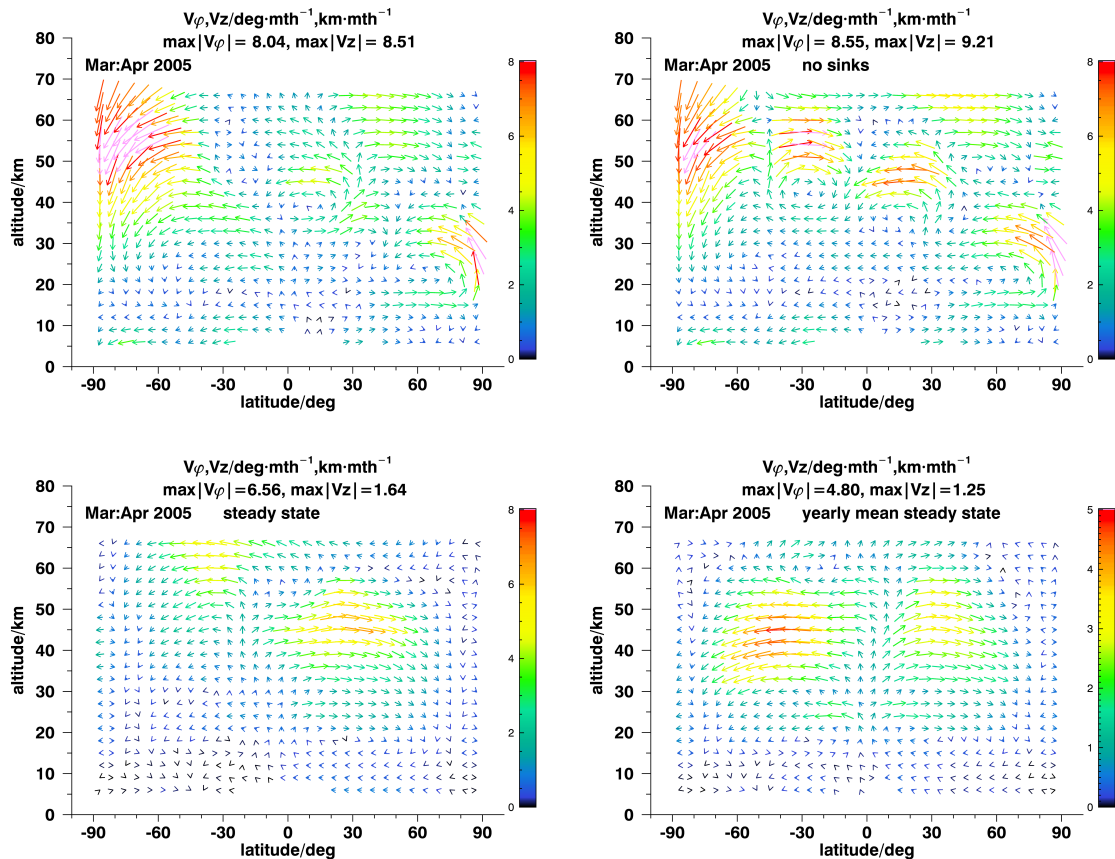 Vφ,Vz/deg·mth⁻¹,km·mth⁻¹
max|Vφ|= 8.04, max|Vz|= 8.51
Mar:Apr 2005
80
70
60
50
40
30
20
10
0
altitude/km
-90 -60 -30 0 30 60 90
latitude/deg
8
6
4
2
0
Vφ,Vz/deg·mth⁻¹,km·mth⁻¹
max|Vφ|= 8.55, max|Vz|= 9.21
Mar:Apr 2005 no sinks
80
70
60
50
40
30
20
10
0
altitude/km
-90 -60 -30 0 30 60 90
latitude/deg
8
6
4
2
0
Vφ,Vz/deg·mth⁻¹,km·mth⁻¹
max|Vφ|=6.56, max|Vz|=1.64
Mar:Apr 2005 steady state
80
70
60
50
40
30
20
10
0
altitude/km
-90 -60 -30 0 30 60 90
latitude/deg
8
6
4
2
0
Vφ,Vz/deg·mth⁻¹,km·mth⁻¹
max|Vφ|=4.80, max|Vz|=1.25
Mar:Apr 2005 yearly mean steady state
80
70
60
50
40
30
20
10
0
altitude/km
-90 -60 -30 0 30 60 90
latitude/deg
5
4
3
2
1
0